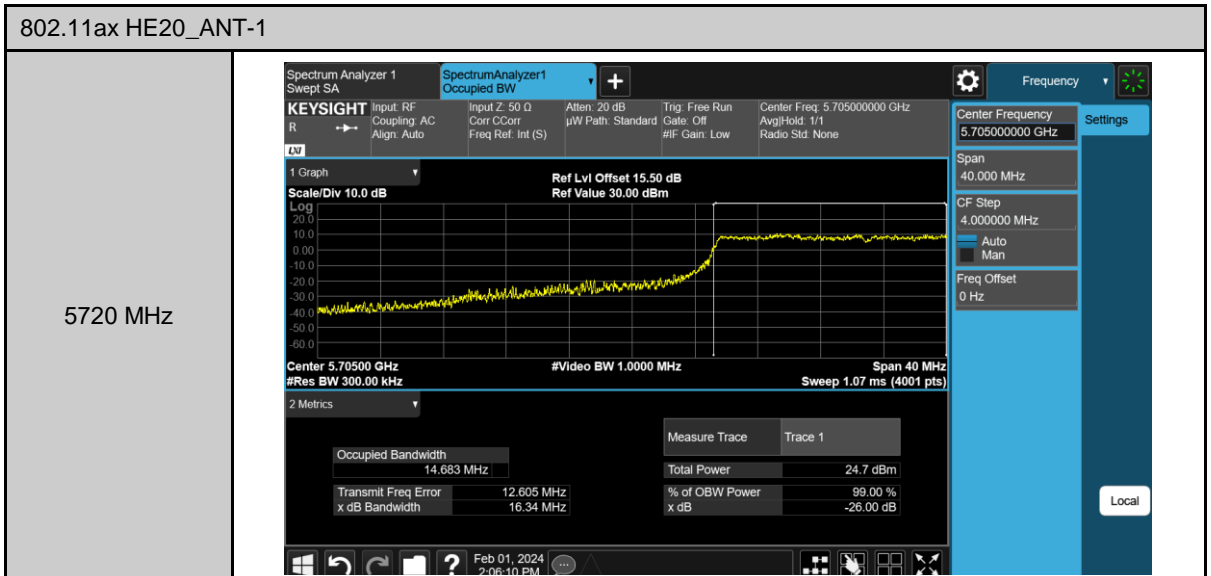 802.11ax HE20_ANT-1
5720 MHz
Spectrum Analyzer 1
Swept SA
SpectrumAnalyzer1
Occupied BW
Frequency
KEYSIGHT
R
LXI
Input: RF
Coupling: AC
Align: Auto
Input Z: 50 Ω
Corr CCorr
Freq Ref: Int (S)
Atten: 20 dB
µW Path: Standard
Trig: Free Run
Gate: Off
#IF Gain: Low
Center Freq: 5.705000000 GHz
Avg|Hold: 1/1
Radio Std: None
Center Frequency
5.705000000 GHz
Settings
Span
40.000 MHz
CF Step
4.000000 MHz
Auto
Man
Freq Offset
0 Hz
1 Graph
Scale/Div 10.0 dB
Ref Lvl Offset 15.50 dB
Ref Value 30.00 dBm
Log
20.0
10.0
0.00
-10.0
-20.0
-30.0
-40.0
-50.0
-60.0
Center 5.70500 GHz
#Res BW 300.00 kHz
#Video BW 1.0000 MHz
Span 40 MHz
Sweep 1.07 ms (4001 pts)
2 Metrics
Measure Trace Trace 1
Occupied Bandwidth
14.683 MHz
Total Power 24.7 dBm
Transmit Freq Error 12.605 MHz
% of OBW Power 99.00 %
x dB Bandwidth 16.34 MHz
x dB -26.00 dB
Local
?
Feb 01, 2024
2:06:10 PM